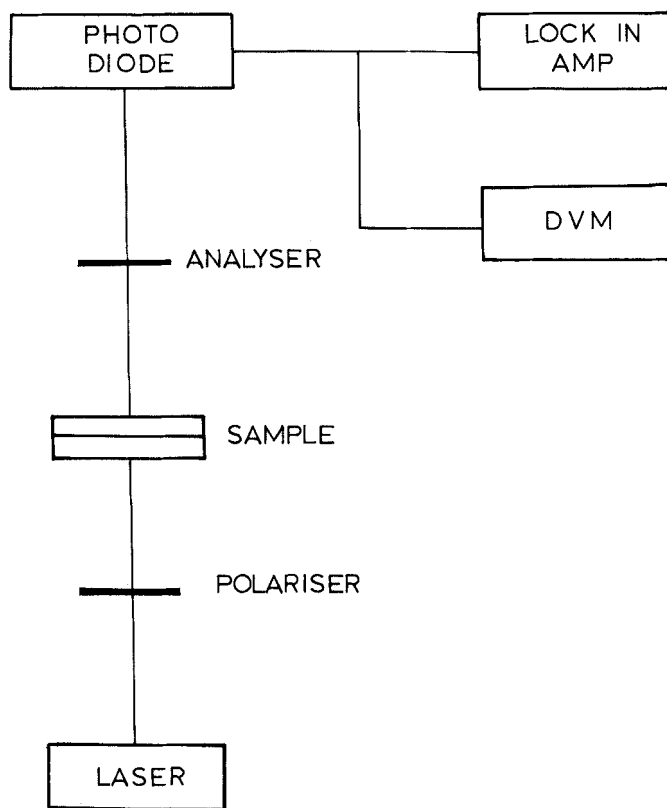 PHOTO
DIODE
LOCK IN
AMP
DVM
ANALYSER
SAMPLE
POLARISER
LASER